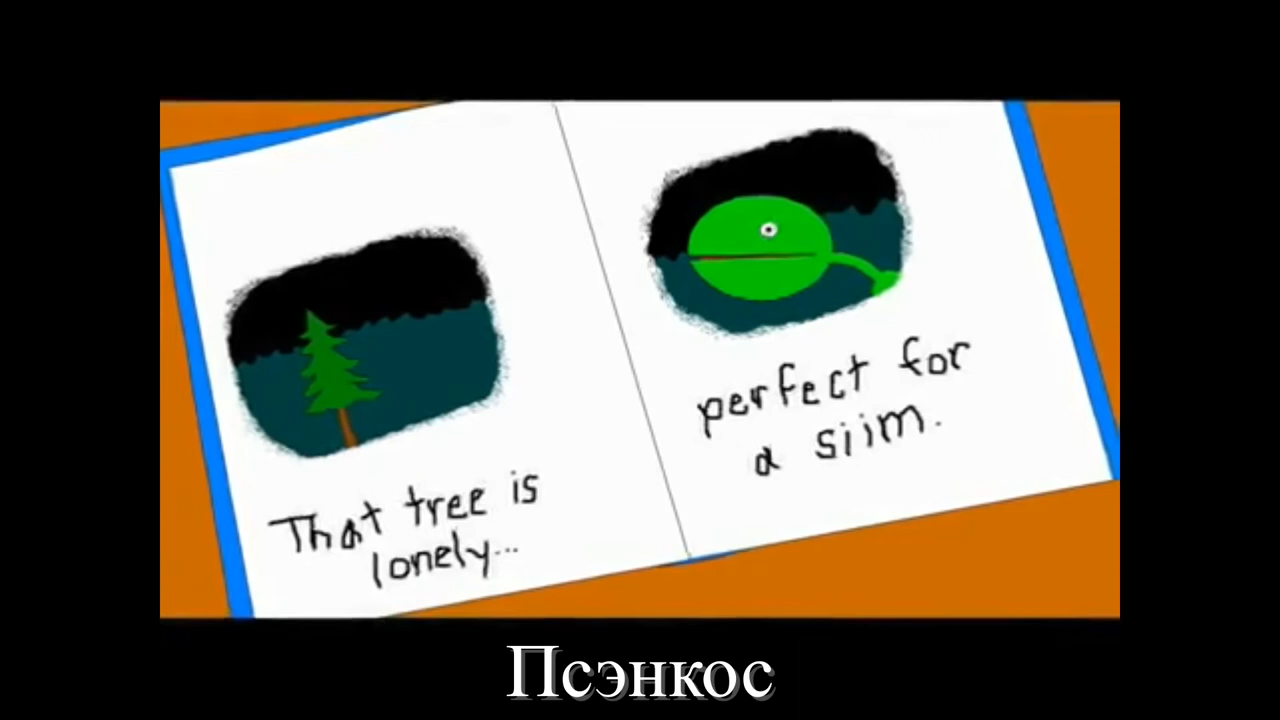 That tree is
lonely...
perfect for
a siim.
Псэнкос